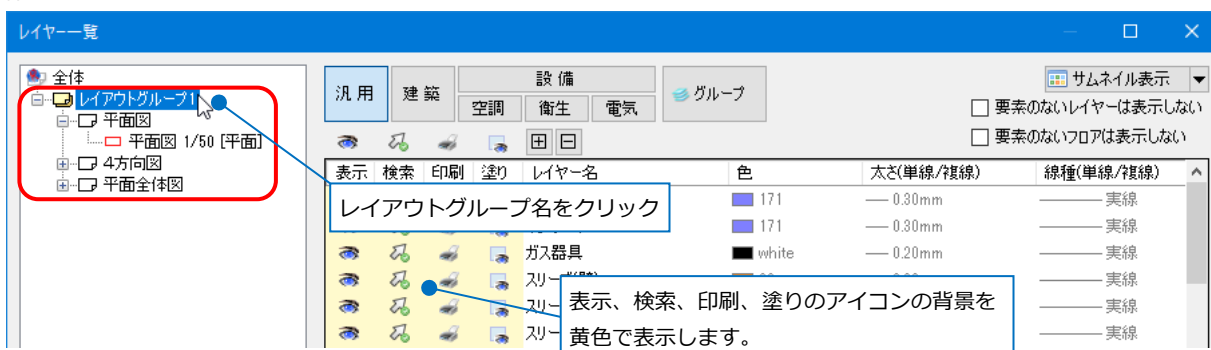 レイヤー一覧
全体
レイアウトグループ1
平面図
平面図 1/50 [平面]
4方向図
平面全体図
汎用
建築
設備
空調
衛生
電気
グループ
サムネイル表示
要素のないレイヤーは表示しない
要素のないフロアは表示しない
表示 検索 印刷 塗り レイヤー名 色 太さ(単線/複線) 線種(単線/複線)
171 0.30mm 実線
レイアウトグループ名をクリック
171 0.30mm 実線
ガス器具 white 0.20mm 実線
スリー 実線
スリー 実線
スリー 実線
表示、検索、印刷、塗りのアイコンの背景を
黄色で表示します。